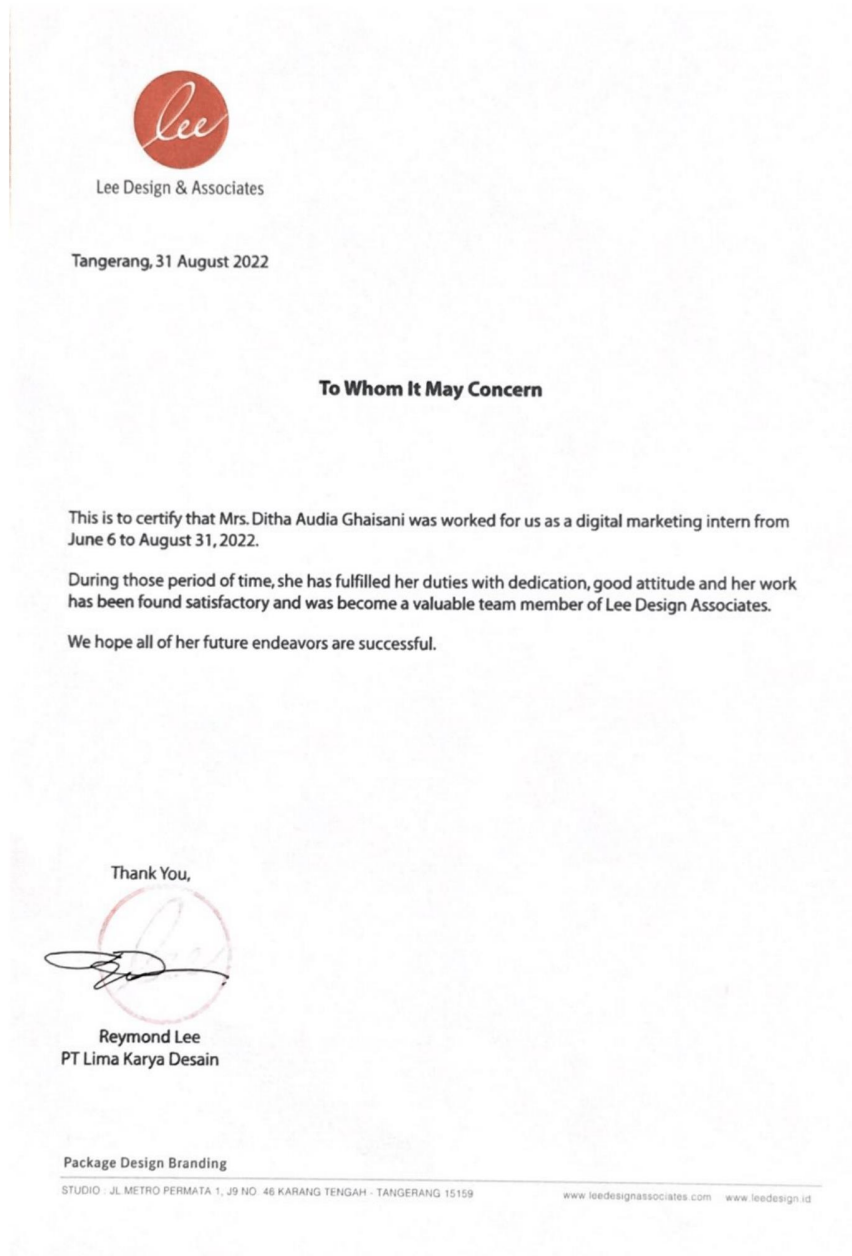 lee
Lee Design & Associates
Tangerang, 31 August 2022
To Whom It May Concern
This is to certify that Mrs. Ditha Audia Ghaisani was worked for us as a digital marketing intern from
June 6 to August 31, 2022.
During those period of time, she has fulfilled her duties with dedication, good attitude and her work
has been found satisfactory and was become a valuable team member of Lee Design Associates.
We hope all of her future endeavors are successful.
Thank You,
lee
Reymond Lee
PT Lima Karya Desain
Package Design Branding
STUDIO : JL.METRO PERMATA 1, J9 NO. 46 KARANG TENGAH - TANGERANG 15159
www.leedesignassociates.com www.leedesign.id